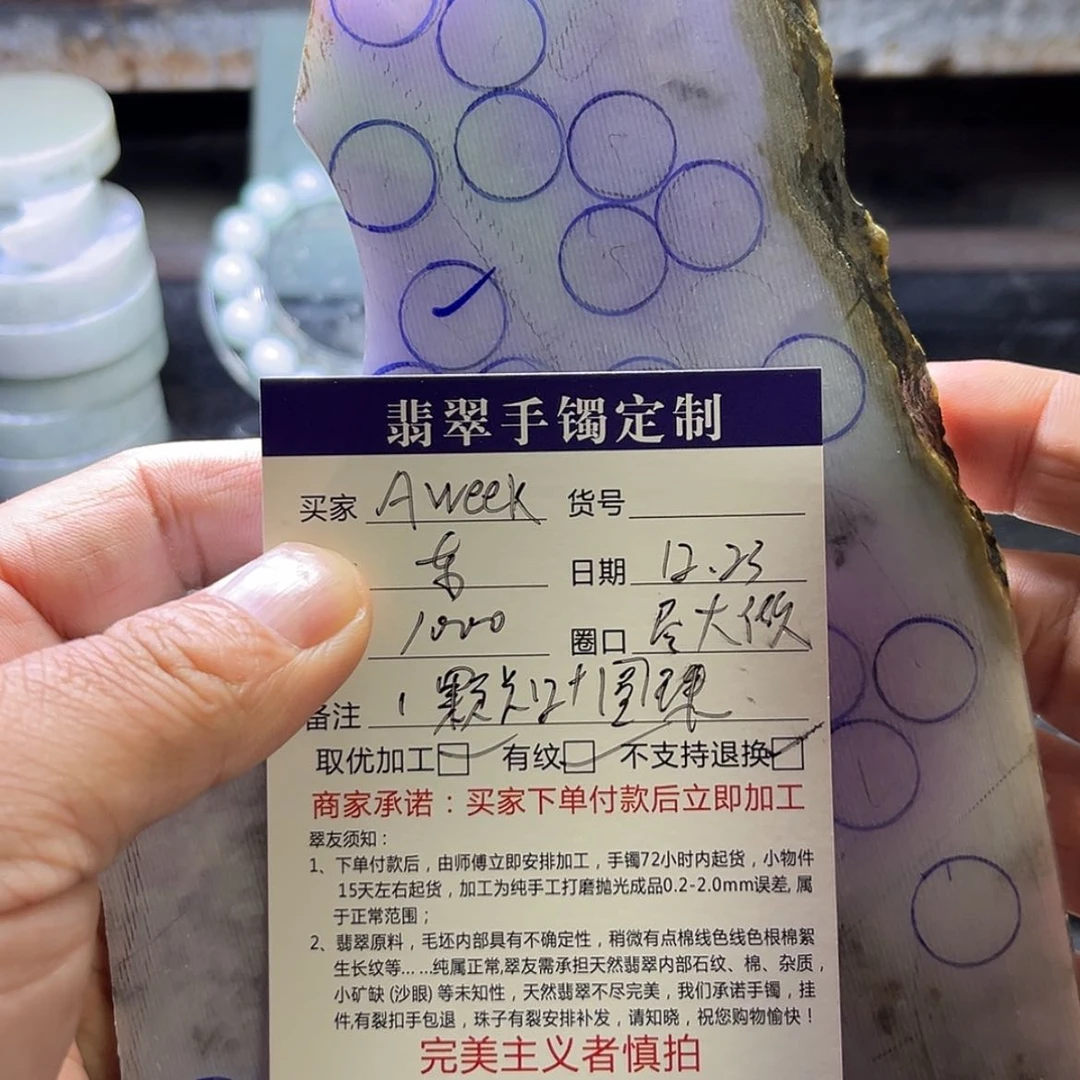 翡翠手镯定制
买家 A week 货号
东 日期 12.23
1000 圈口 尽大做
备注 1颗 圆珠
取优加工 有纹 不支持退换
商家承诺：买家下单付款后立即加工
翠友须知：
1、下单付款后，由师傅立即安排加工，手镯72小时内起货，小物件
15天左右起货，加工为纯手工打磨抛光成品0.2-2.0mm误差, 属
于正常范围；
2、翡翠原料，毛坯内部具有不确定性，稍微有点棉线色线色根棉絮
生长纹等... ...纯属正常,翠友需承担天然翡翠内部石纹、棉、杂质，
小矿缺 (沙眼) 等未知性，天然翡翠不尽完美，我们承诺手镯，挂
件,有裂扣手包退，珠子有裂安排补发，请知晓，祝您购物愉快！
完美主义者慎拍